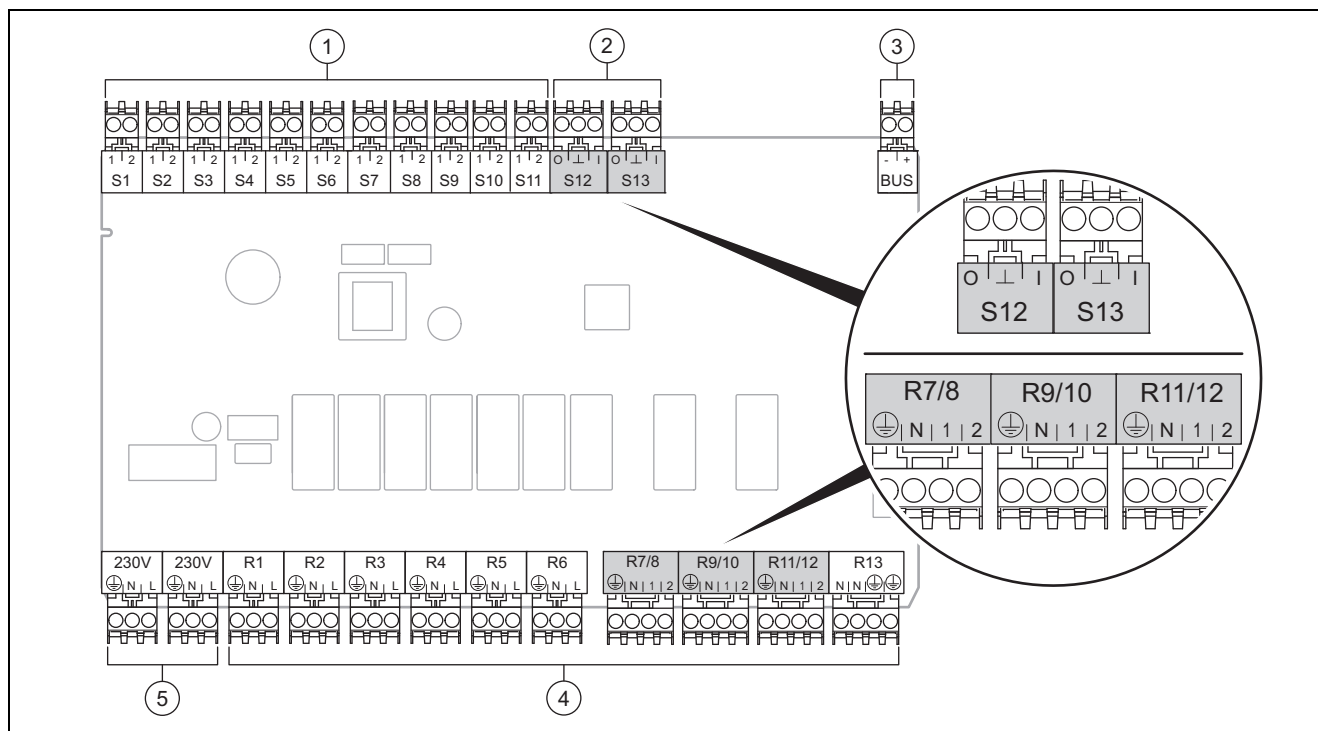 1 2 3
1 2 1 2 1 2 1 2 1 2 1 2 1 2 1 2 1 2 1 2 1 2 O ⊥ I O ⊥ I - +
S1 S2 S3 S4 S5 S6 S7 S8 S9 S10 S11 S12 S13 BUS
O ⊥ I O ⊥ I
S12 S13
R7/8 R9/10 R11/12
⏚ | N | 1 | 2 ⏚ | N | 1 | 2 ⏚ | N | 1 | 2
230V 230V R1 R2 R3 R4 R5 R6 R7/8 R9/10 R11/12 R13
⏚ N L ⏚ N L ⏚ N L ⏚ N L ⏚ N L ⏚ N L ⏚ N L ⏚ N L ⏚ | N | 1 | 2 ⏚ | N | 1 | 2 ⏚ | N | 1 | 2 N | N | ⏚ ⏚
5 4